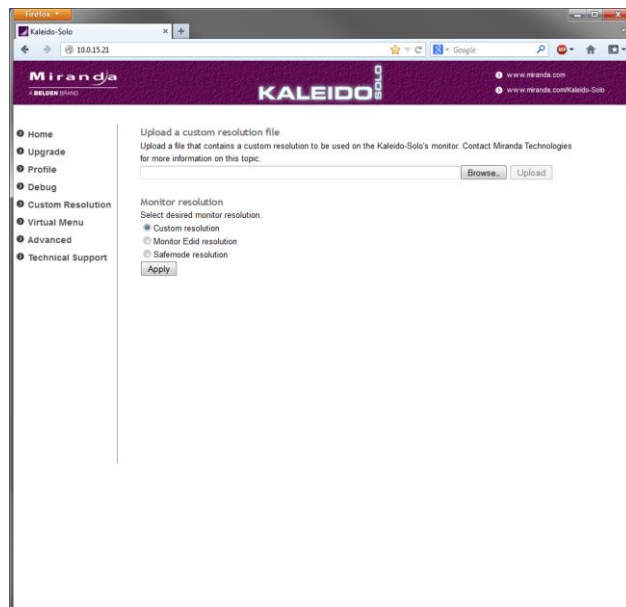 Firefox
Kaleido-Solo
10.0.15.21
Google
Miranda
A BELDEN BRAND
KALEIDO SOLO
www.miranda.com
www.miranda.com/Kaleido-Solo
Home
Upgrade
Profile
Debug
Custom Resolution
Virtual Menu
Advanced
Technical Support
Upload a custom resolution file
Upload a file that contains a custom resolution to be used on the Kaleido-Solo's monitor. Contact Miranda Technologies
for more information on this topic.
Browse..
Upload
Monitor resolution
Select desired monitor resolution.
Custom resolution
Monitor Edid resolution
Safemode resolution
Apply